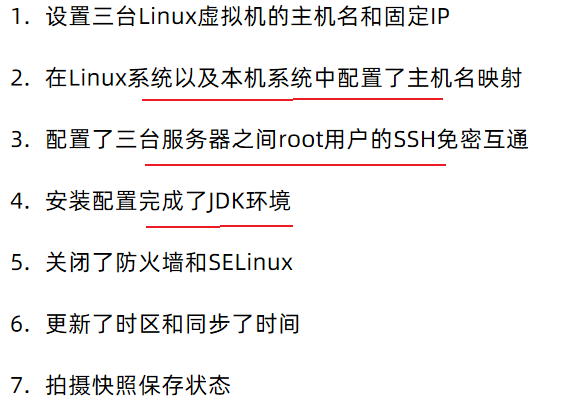 1. 设置三台Linux虚拟机的主机名和固定IP
2. 在Linux系统以及本机系统中配置了主机名映射
3. 配置了三台服务器之间root用户的SSH免密互通
4. 安装配置完成了JDK环境
5. 关闭了防火墙和SELinux
6. 更新了时区和同步了时间
7. 拍摄快照保存状态